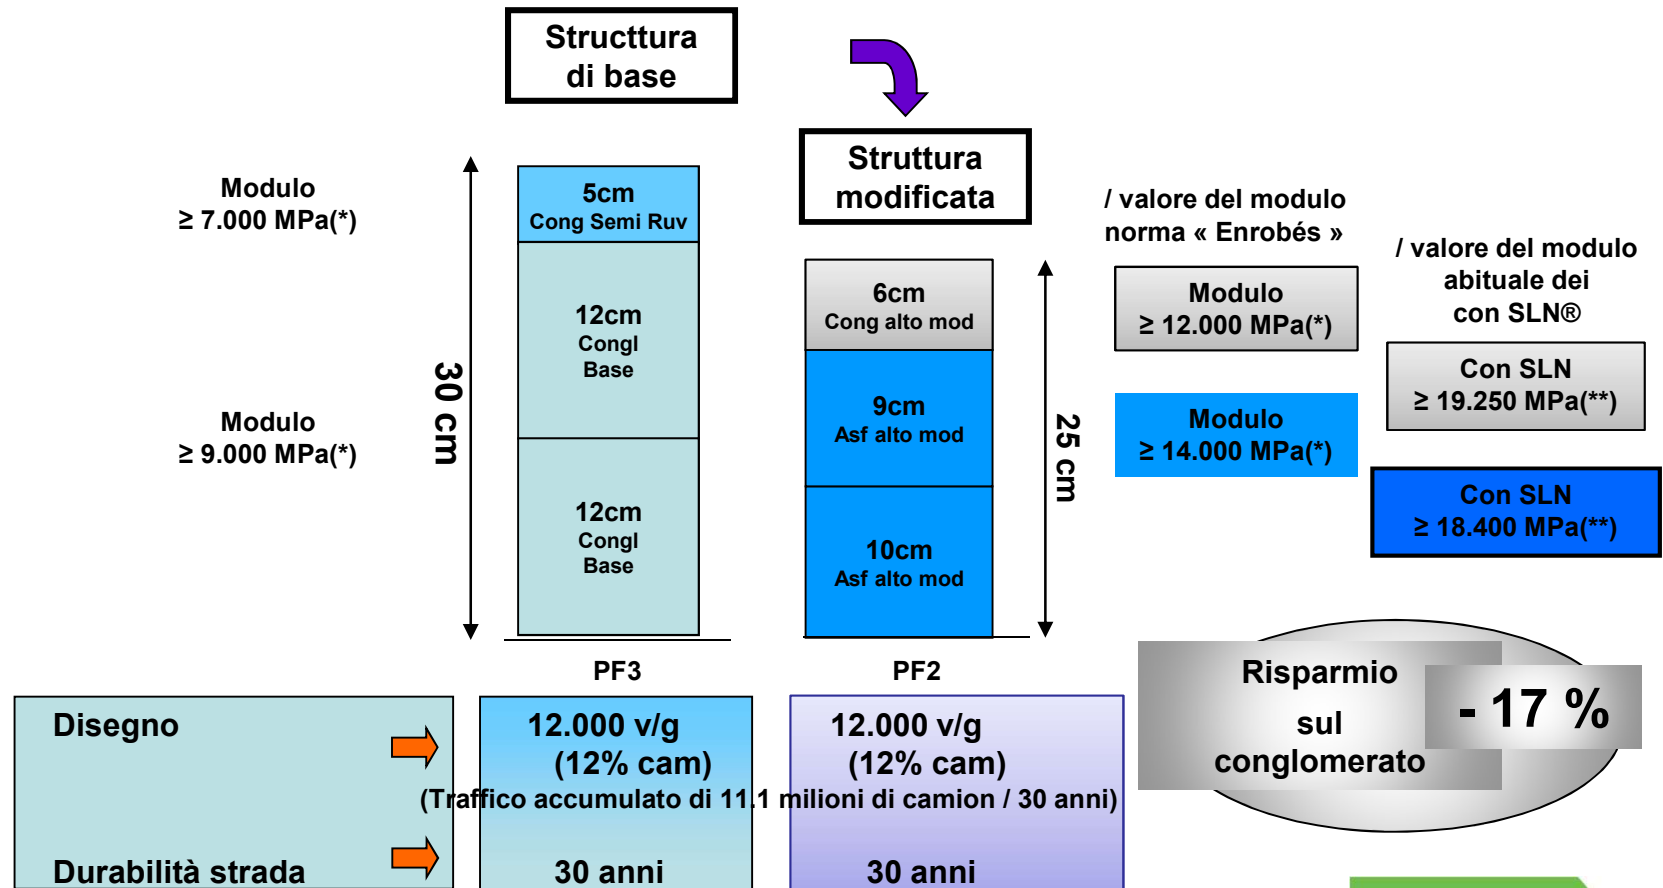 Structtura
di base
Struttura
modificata
Modulo
≥ 7.000 MPa(*)
Modulo
≥ 9.000 MPa(*)
30 cm
5cm
Cong Semi Ruv
12cm
Congl
Base
12cm
Congl
Base
PF3
6cm
Cong alto mod
9cm
Asf alto mod
10cm
Asf alto mod
PF2
25 cm
/ valore del modulo
norma « Enrobés »
Modulo
≥ 12.000 MPa(*)
Modulo
≥ 14.000 MPa(*)
/ valore del modulo
abituale dei
con SLN®
Con SLN
≥ 19.250 MPa(**)
Con SLN
≥ 18.400 MPa(**)
Risparmio
sul
conglomerato
- 17 %
Disegno
12.000 v/g
(12% cam)
12.000 v/g
(12% cam)
(Traffico accumulato di 11.1 milioni di camion / 30 anni)
Durabilità strada
30 anni
30 anni